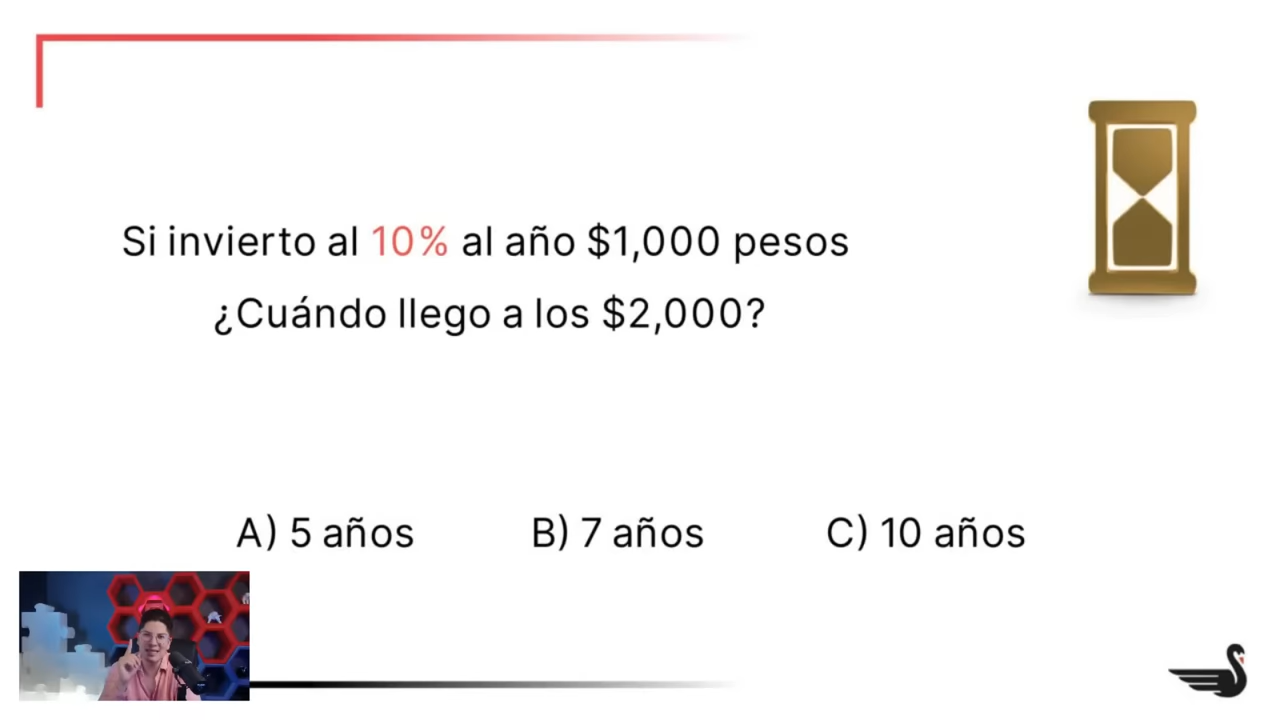 Si invierto al 10% al año $1,000 pesos
¿Cuándo llego a los $2,000?
A) 5 años B) 7 años C) 10 años